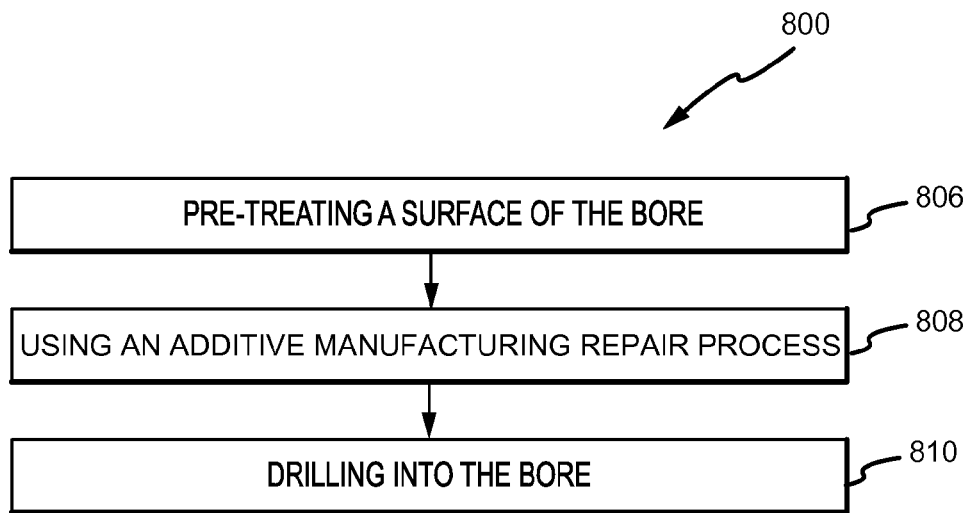 800
PRE-TREATING A SURFACE OF THE BORE
806
USING AN ADDITIVE MANUFACTURING REPAIR PROCESS
808
DRILLING INTO THE BORE
810